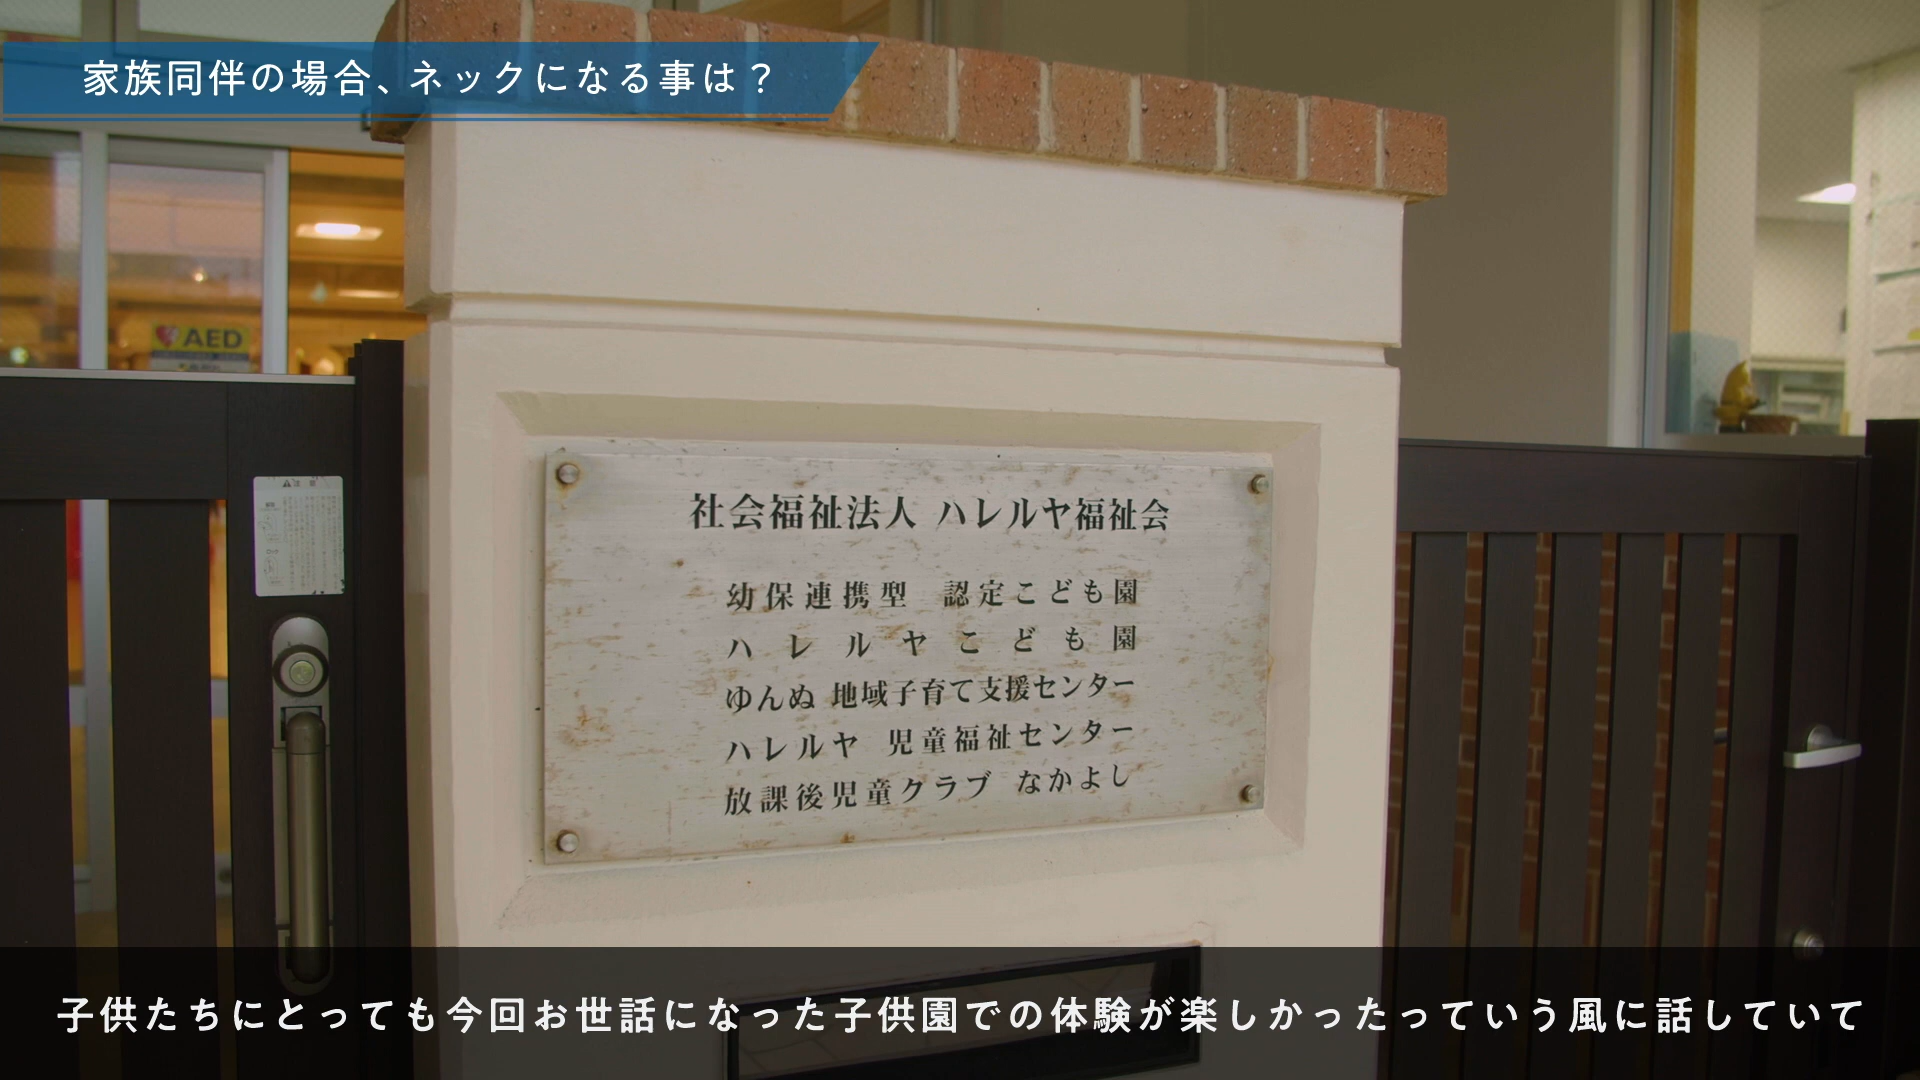 家族同伴の場合、ネックになる事は？
AED
社会福祉法人 ハレルヤ福祉会
幼保連携型 認定こども園
ハレルヤこども園
ゆんぬ 地域子育て支援センター
ハレルヤ 児童福祉センター
放課後児童クラブ なかよし
子供たちにとっても今回お世話になった子供園での体験が楽しかったっていう風に話していて